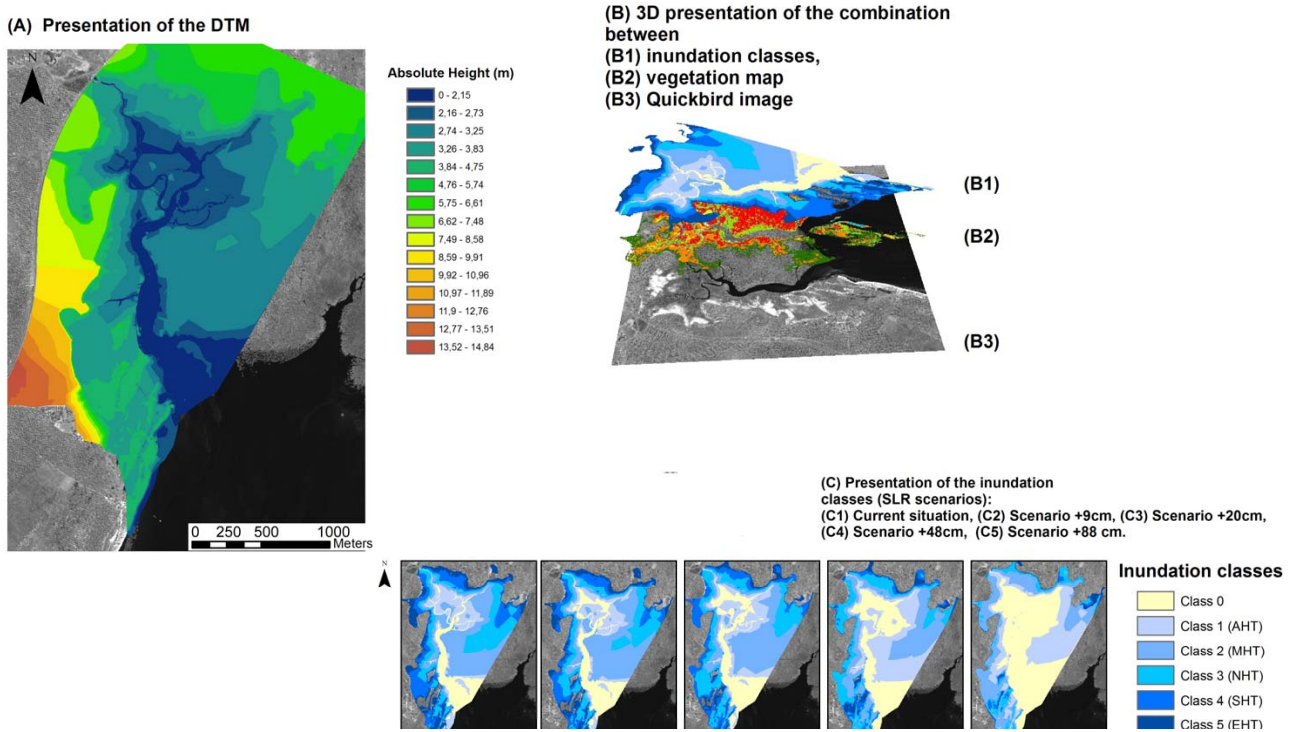 (A) Presentation of the DTM
N
Absolute Height (m)
0 - 2,15
2,16 - 2,73
2,74 - 3,25
3,26 - 3,83
3,84 - 4,75
4,76 - 5,74
5,75 - 6,61
6,62 - 7,48
7,49 - 8,58
8,59 - 9,91
9,92 - 10,96
10,97 - 11,89
11,9 - 12,76
12,77 - 13,51
13,52 - 14,84
0 250 500 1000
Meters
(B) 3D presentation of the combination
between
(B1) inundation classes,
(B2) vegetation map
(B3) Quickbird image
(B1)
(B2)
(B3)
(C) Presentation of the inundation
classes (SLR scenarios):
(C1) Current situation, (C2) Scenario +9cm, (C3) Scenario +20cm,
(C4) Scenario +48cm, (C5) Scenario +88 cm.
N
Inundation classes
Class 0
Class 1 (AHT)
Class 2 (MHT)
Class 3 (NHT)
Class 4 (SHT)
Class 5 (EHT)